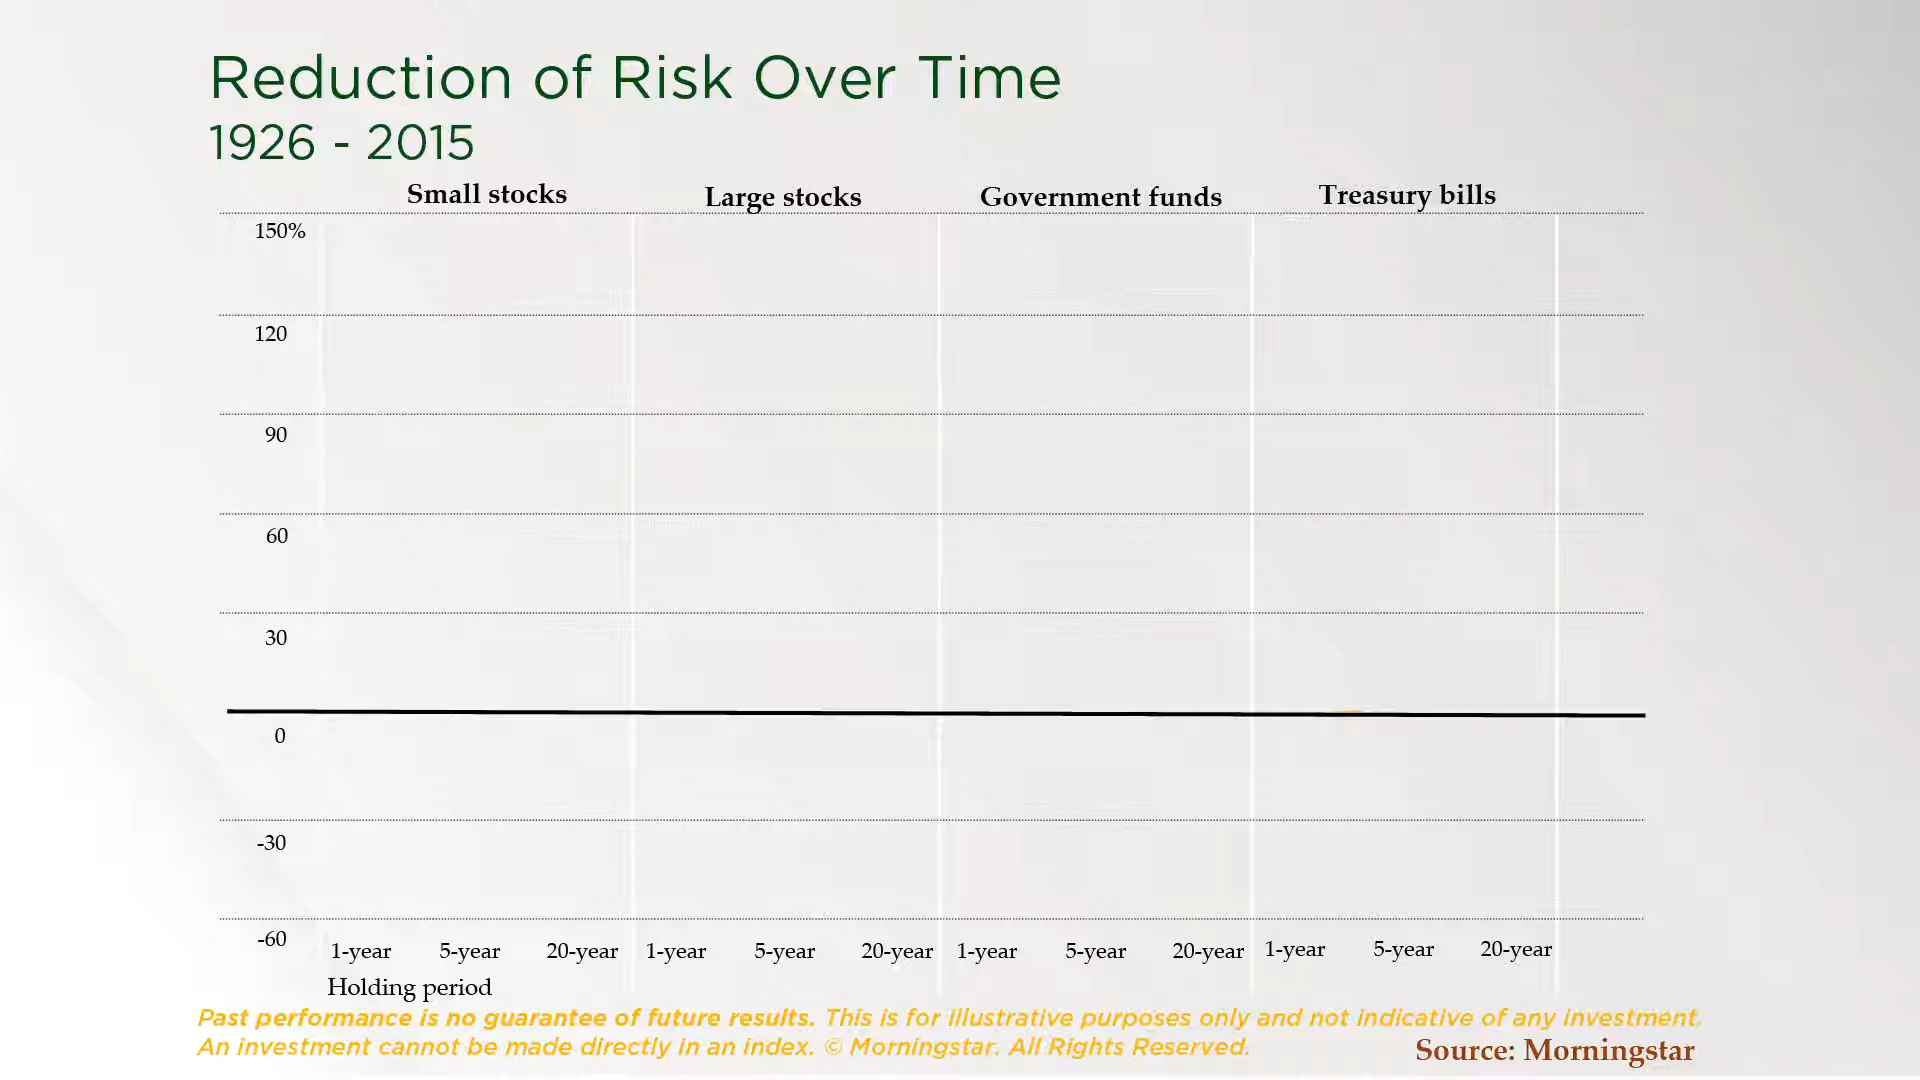 Reduction of Risk Over Time
1926 - 2015
Small stocks Large stocks Government funds Treasury bills
150%
120
90
60
30
0
-30
-60
1-year 5-year 20-year 1-year 5-year 20-year 1-year 5-year 20-year 1-year 5-year 20-year
Holding period
Past performance is no guarantee of future results. This is for illustrative purposes only and not indicative of any investment.
An investment cannot be made directly in an index. © Morningstar. All Rights Reserved.
Source: Morningstar